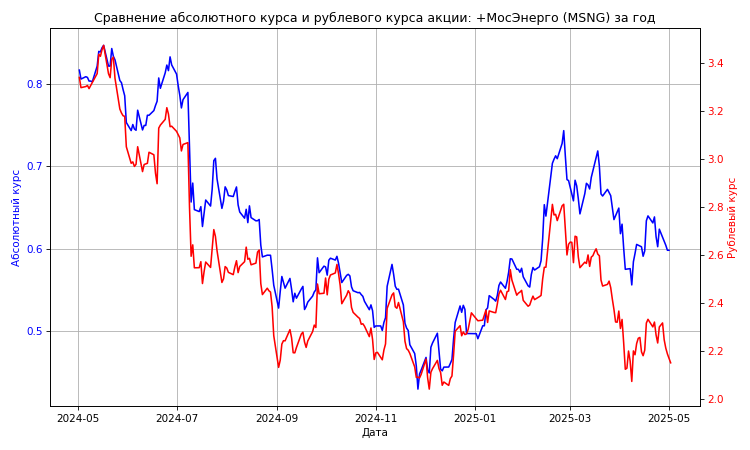 Сравнение абсолютного курса и рублевого курса акции: +МосЭнерго (MSNG) за год
0.8
0.7
0.6
0.5
Абсолютный курс
3.4
3.2
3.0
2.8
2.6
2.4
2.2
2.0
Рублевый курс
2024-05 2024-07 2024-09 2024-11 2025-01 2025-03 2025-05
Дата